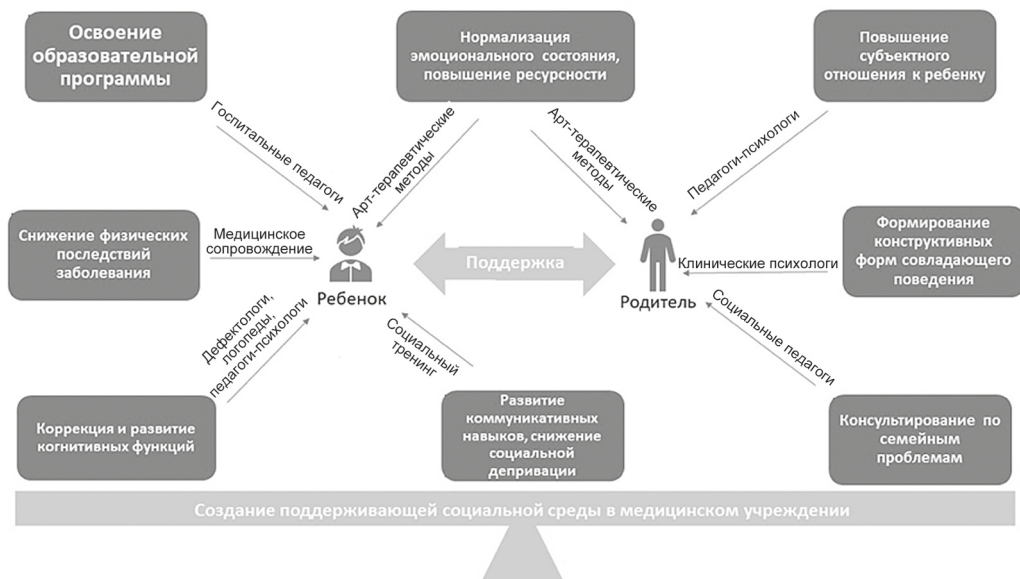 Освоение
образовательной
программы
Нормализация
эмоционального состояния,
повышение ресурсности
Повышение
субъектного
отношения к ребенку
Госпитальные педагоги
Арт-терапевтические
методы
Арт-терапевтические
методы
Педагоги-психологи
Снижение физических
последствий
заболевания
Медицинское
сопровождение
Ребенок
Поддержка
Родитель
Клинические психологи
Формирование
конструктивных
форм совладающего
поведения
Дефектологи,
логопеды,
педагоги-психологи
Социальный
тренинг
Социальные педагоги
Коррекция и развитие
когнитивных функций
Развитие
коммуникативных
навыков, снижение
социальной
депривации
Консультирование по
семейным
проблемам
Создание поддерживающей социальной среды в медицинском учреждении